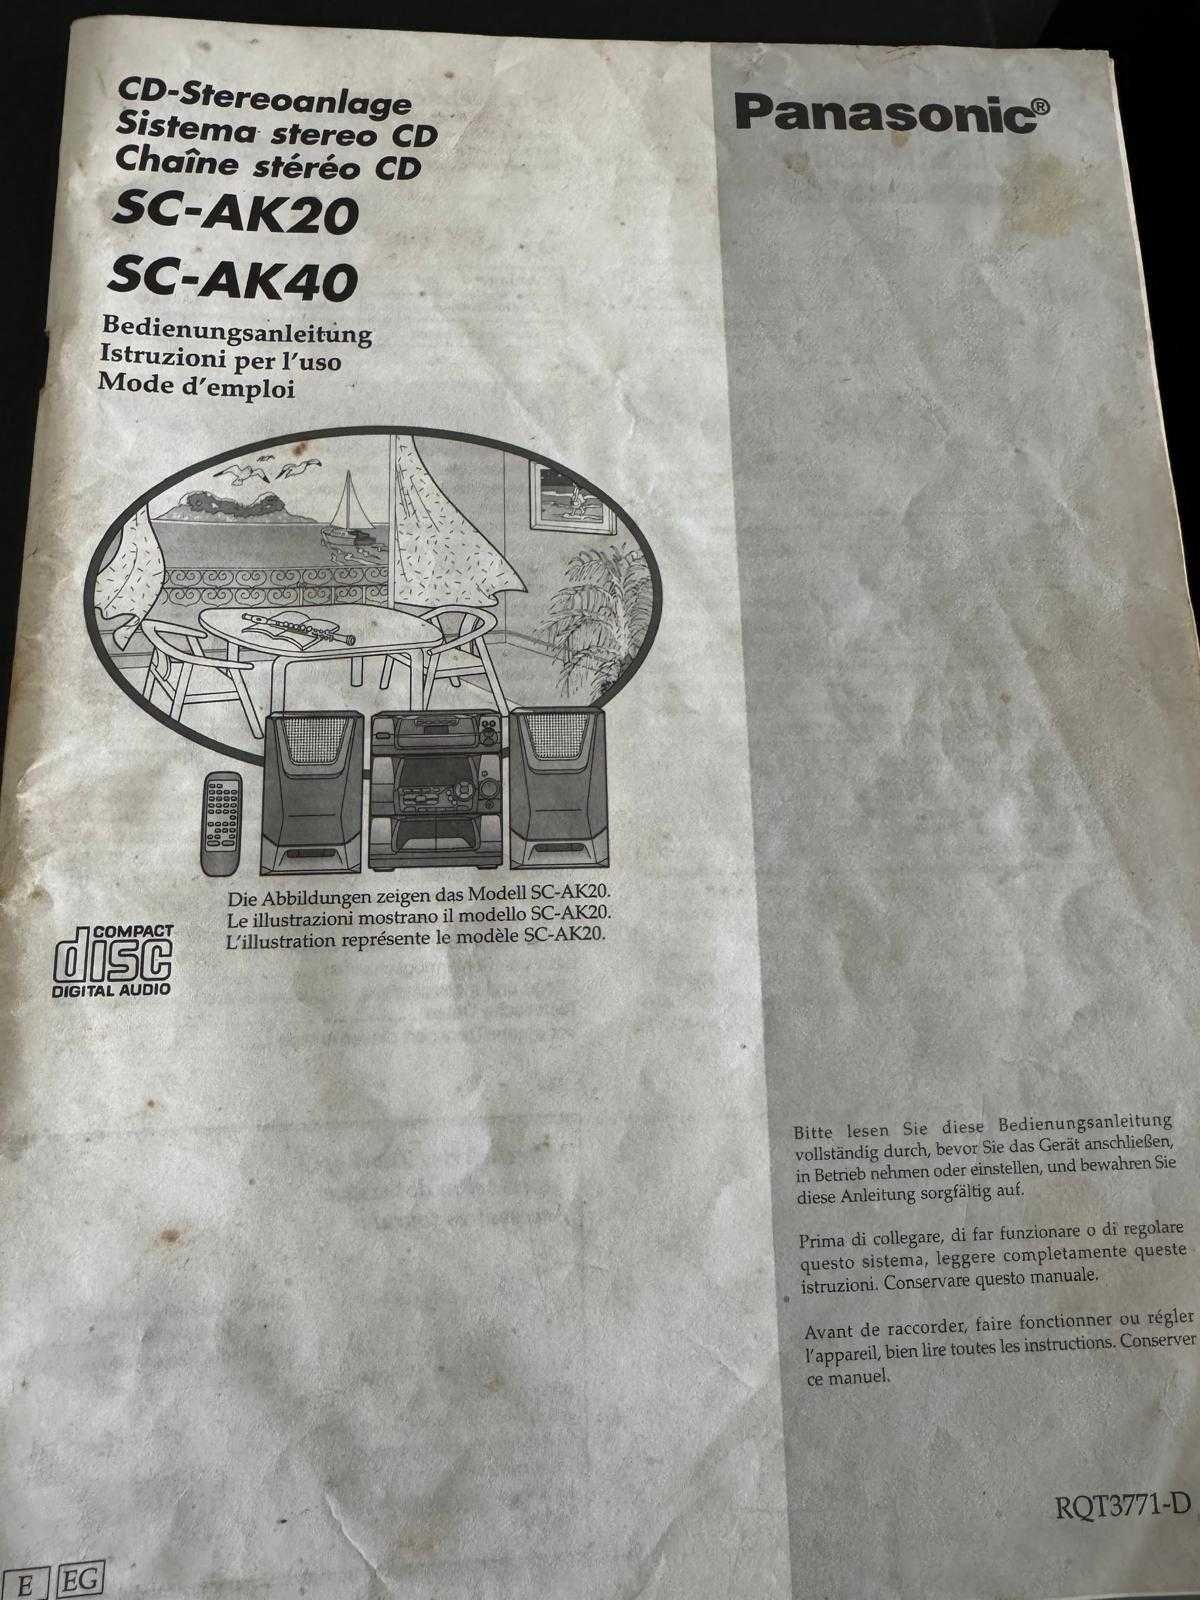 CD-Stereoanlage
Sistema stereo CD
Chaîne stéréo CD
SC-AK20
SC-AK40
Bedienungsanleitung
Istruzioni per l'uso
Mode d'emploi
Panasonic®
Die Abbildungen zeigen das Modell SC-AK20.
Le illustrazioni mostrano il modello SC-AK20.
L'illustration représente le modèle SC-AK20.
COMPACT
disc
DIGITAL AUDIO
Bitte lesen Sie diese Bedienungsanleitung
vollständig durch, bevor Sie das Gerät anschließen,
in Betrieb nehmen oder einstellen, und bewahren Sie
diese Anleitung sorgfältig auf.
Prima di collegare, di far funzionare o di regolare
questo sistema, leggere completamente queste
istruzioni. Conservare questo manuale.
Avant de raccorder, faire fonctionner ou régler
l'appareil, bien lire toutes les instructions. Conserver
ce manuel.
RQT3771-D
E EG